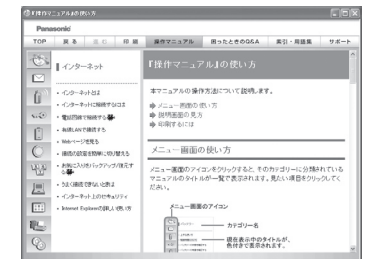 『操作マニュアル』の使い方
Panasonic
TOP 戻る 進む 印刷 操作マニュアル 困ったときのQ&A 索引・用語集 サポート
インターネット
• インターネットとは
• インターネットに接続するには
• 電話回線で接続する
• 有線LANで接続する
• Webページを見る
• 接続の設定を簡単に切り替える
• お気に入りをバックアップ/復元す
る
• うまく接続できないときは
• インターネット上のセキュリティ
• Internet Explorerの詳しい使い方
『操作マニュアル』の使い方
本マニュアルの操作方法について説明します。
メニュー画面の使い方
説明画面の見方
印刷するには
メニュー画面の使い方
メニュー画面のアイコンをクリックすると、そのカテゴリーに分類されている
マニュアルのタイトルが一覧で表示されます。見たい項目をクリックしてく
ださい。
メニュー画面のアイコン
カテゴリー名
現在表示中のタイトルが、
色付きで表示されます。